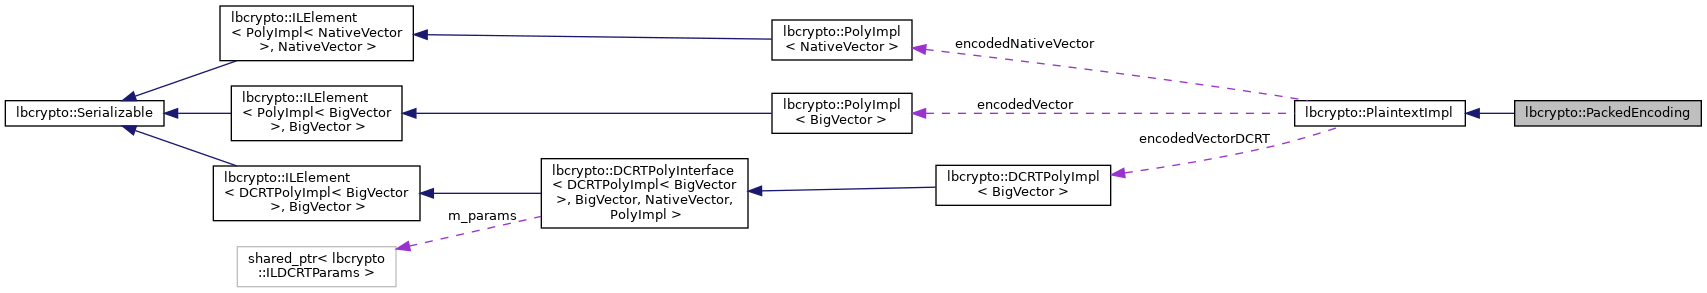 lbcrypto::ILElement
< PolyImpl< NativeVector
>, NativeVector >
lbcrypto::PolyImpl
< NativeVector >
encodedNativeVector
lbcrypto::Serializable
lbcrypto::ILElement
< PolyImpl< BigVector
>, BigVector >
lbcrypto::PolyImpl
< BigVector >
encodedVector
lbcrypto::PlaintextImpl
lbcrypto::PackedEncoding
encodedVectorDCRT
lbcrypto::ILElement
< DCRTPolyImpl< BigVector
>, BigVector >
lbcrypto::DCRTPolyInterface
< DCRTPolyImpl< BigVector
>, BigVector, NativeVector,
PolyImpl >
lbcrypto::DCRTPolyImpl
< BigVector >
m_params
shared_ptr< lbcrypto
::ILDCRTParams >